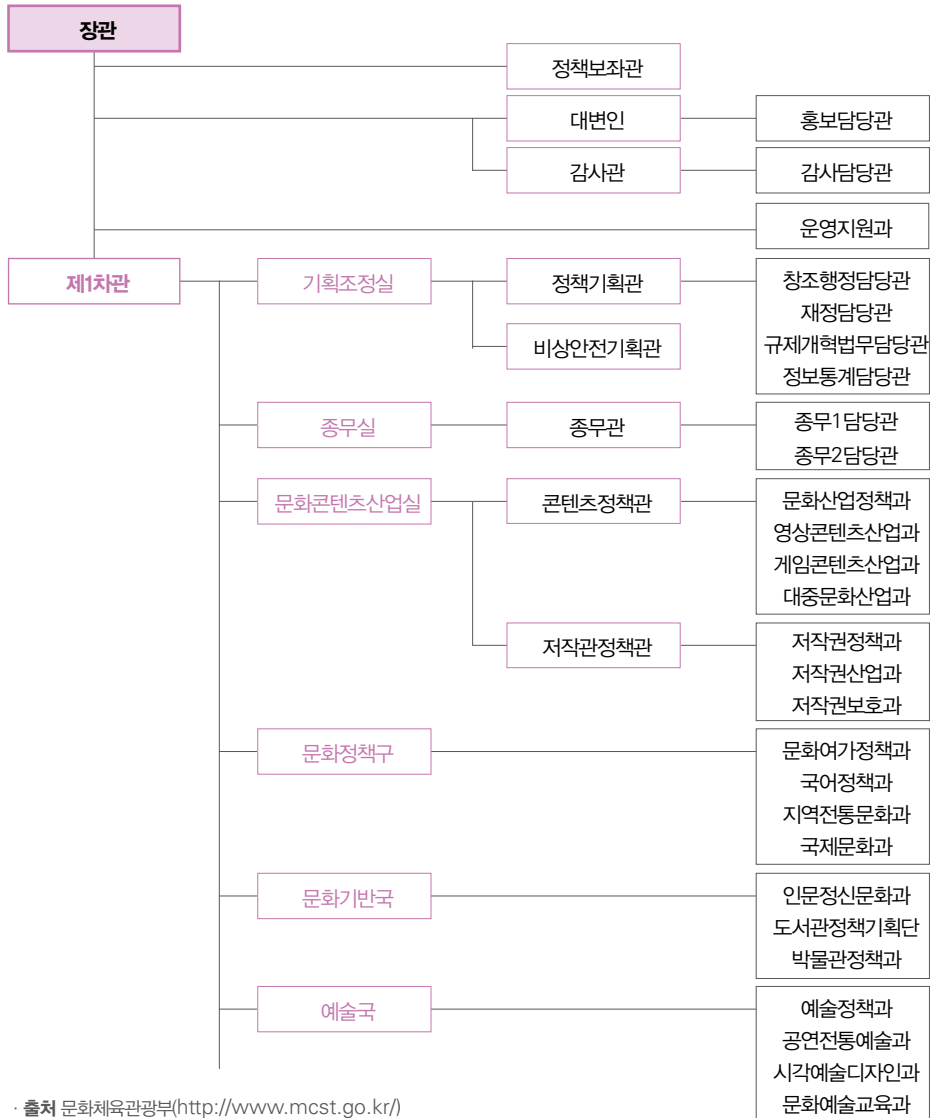 장관
정책보좌관
대변인
홍보담당관
감사관
감사담당관
운영지원과
제1차관
기획조정실
정책기획관
창조행정담당관
재정담당관
규제개혁법무담당관
정보통계담당관
비상안전기획관
종무실
종무관
종무1담당관
종무2담당관
문화콘텐츠산업실
콘텐츠정책관
문화산업정책과
영상콘텐츠산업과
게임콘텐츠산업과
대중문화산업과
저작관정책관
저작권정책과
저작권산업과
저작권보호과
문화정책구
문화여가정책과
국어정책과
지역전통문화과
국제문화과
문화기반국
인문정신문화과
도서관정책기획단
박물관정책과
예술국
예술정책과
공연전통예술과
시각예술디자인과
문화예술교육과
· 출처 문화체육관광부(http://www.mcst.go.kr/)